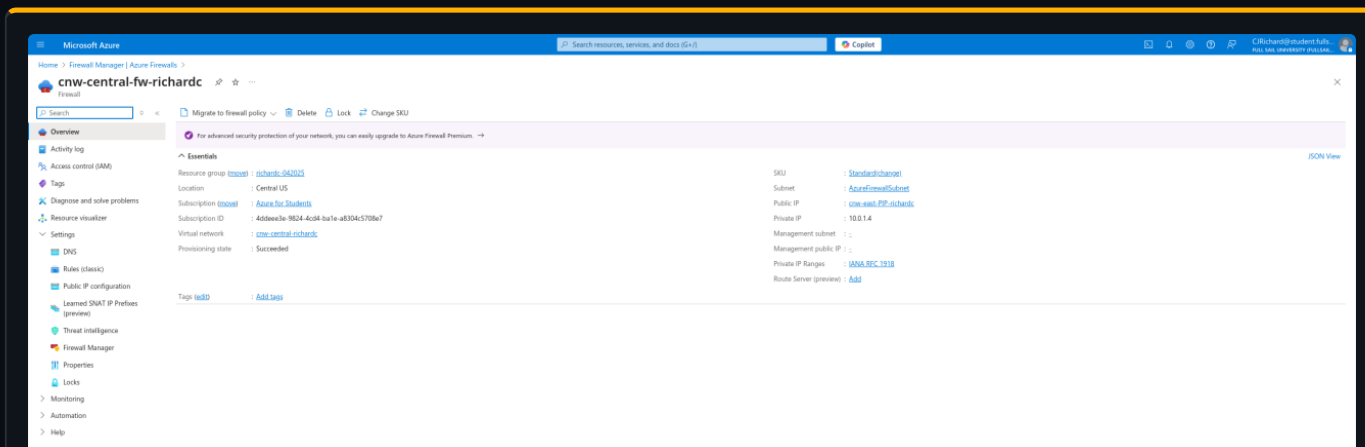 Microsoft Azure
Search resources, services, and docs (G+/)
Copilot
CJRichard@student.fulls...
FULL SAIL UNIVERSITY (FULLSAIL...
Home > Firewall Manager | Azure Firewalls >
cnw-central-fw-richardc
Firewall
Search
Migrate to firewall policy
Delete
Lock
Change SKU
Overview
For advanced security protection of your network, you can easily upgrade to Azure Firewall Premium. →
Activity log
Essentials
JSON View
Access control (IAM)
Tags
Diagnose and solve problems
Resource visualizer
Settings
DNS
Rules (classic)
Public IP configuration
Learned SNAT IP Prefixes
(preview)
Threat intelligence
Firewall Manager
Properties
Locks
Monitoring
Automation
Help
Resource group (move) : richardc-042025
Location : Central US
Subscription (move) : Azure for Students
Subscription ID : 4ddeee3e-9824-4cd4-ba1e-a8304c5708e7
Virtual network : cnw-central-richardc
Provisioning state : Succeeded
SKU : Standard(change)
Subnet : AzureFirewallSubnet
Public IP : cnw-east-PIP-richardc
Private IP : 10.0.1.4
Management subnet : -
Management public IP : -
Private IP Ranges : IANA RFC 1918
Route Server (preview) : Add
Tags (edit) : Add tags